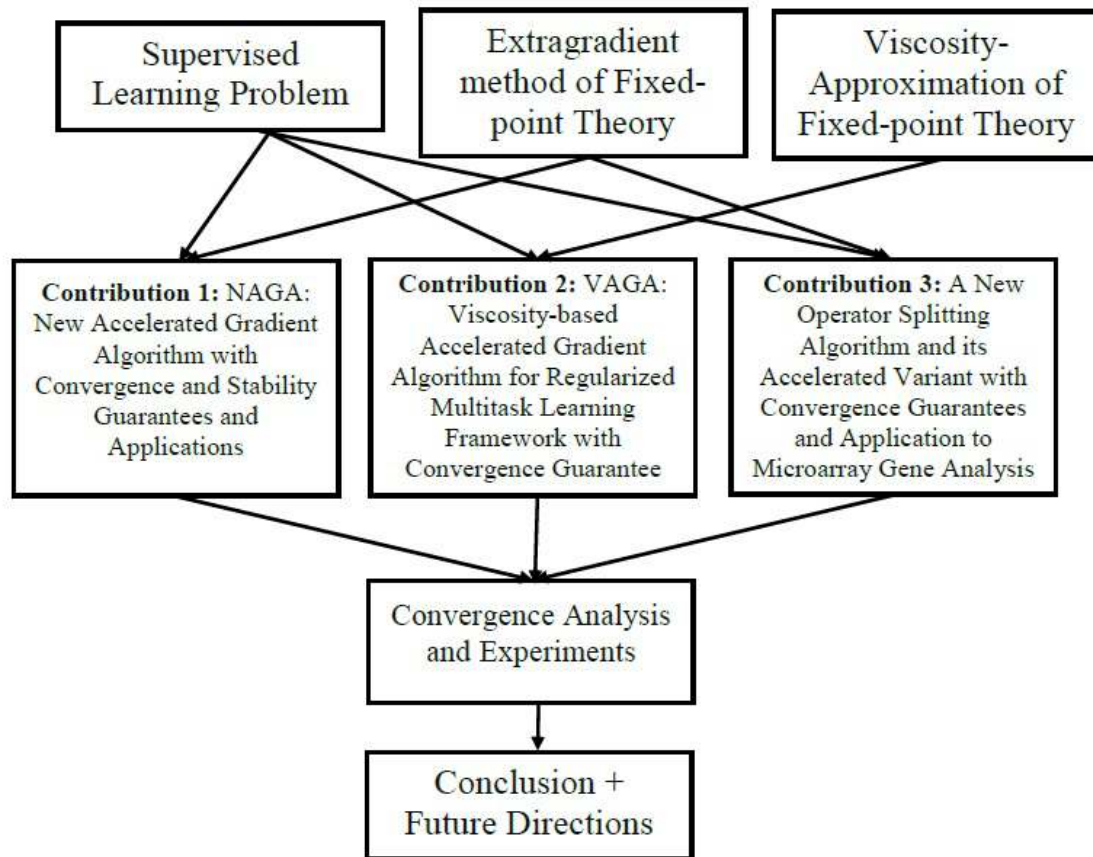 Supervised
Learning Problem
Extragradient
method of Fixed-
point Theory
Viscosity-
Approximation of
Fixed-point Theory
Contribution 1: NAGA:
New Accelerated Gradient
Algorithm with
Convergence and Stability
Guarantees and
Applications
Contribution 2: VAGA:
Viscosity-based
Accelerated Gradient
Algorithm for Regularized
Multitask Learning
Framework with
Convergence Guarantee
Contribution 3: A New
Operator Splitting
Algorithm and its
Accelerated Variant with
Convergence Guarantees
and Application to
Microarray Gene Analysis
Convergence Analysis
and Experiments
Conclusion +
Future Directions